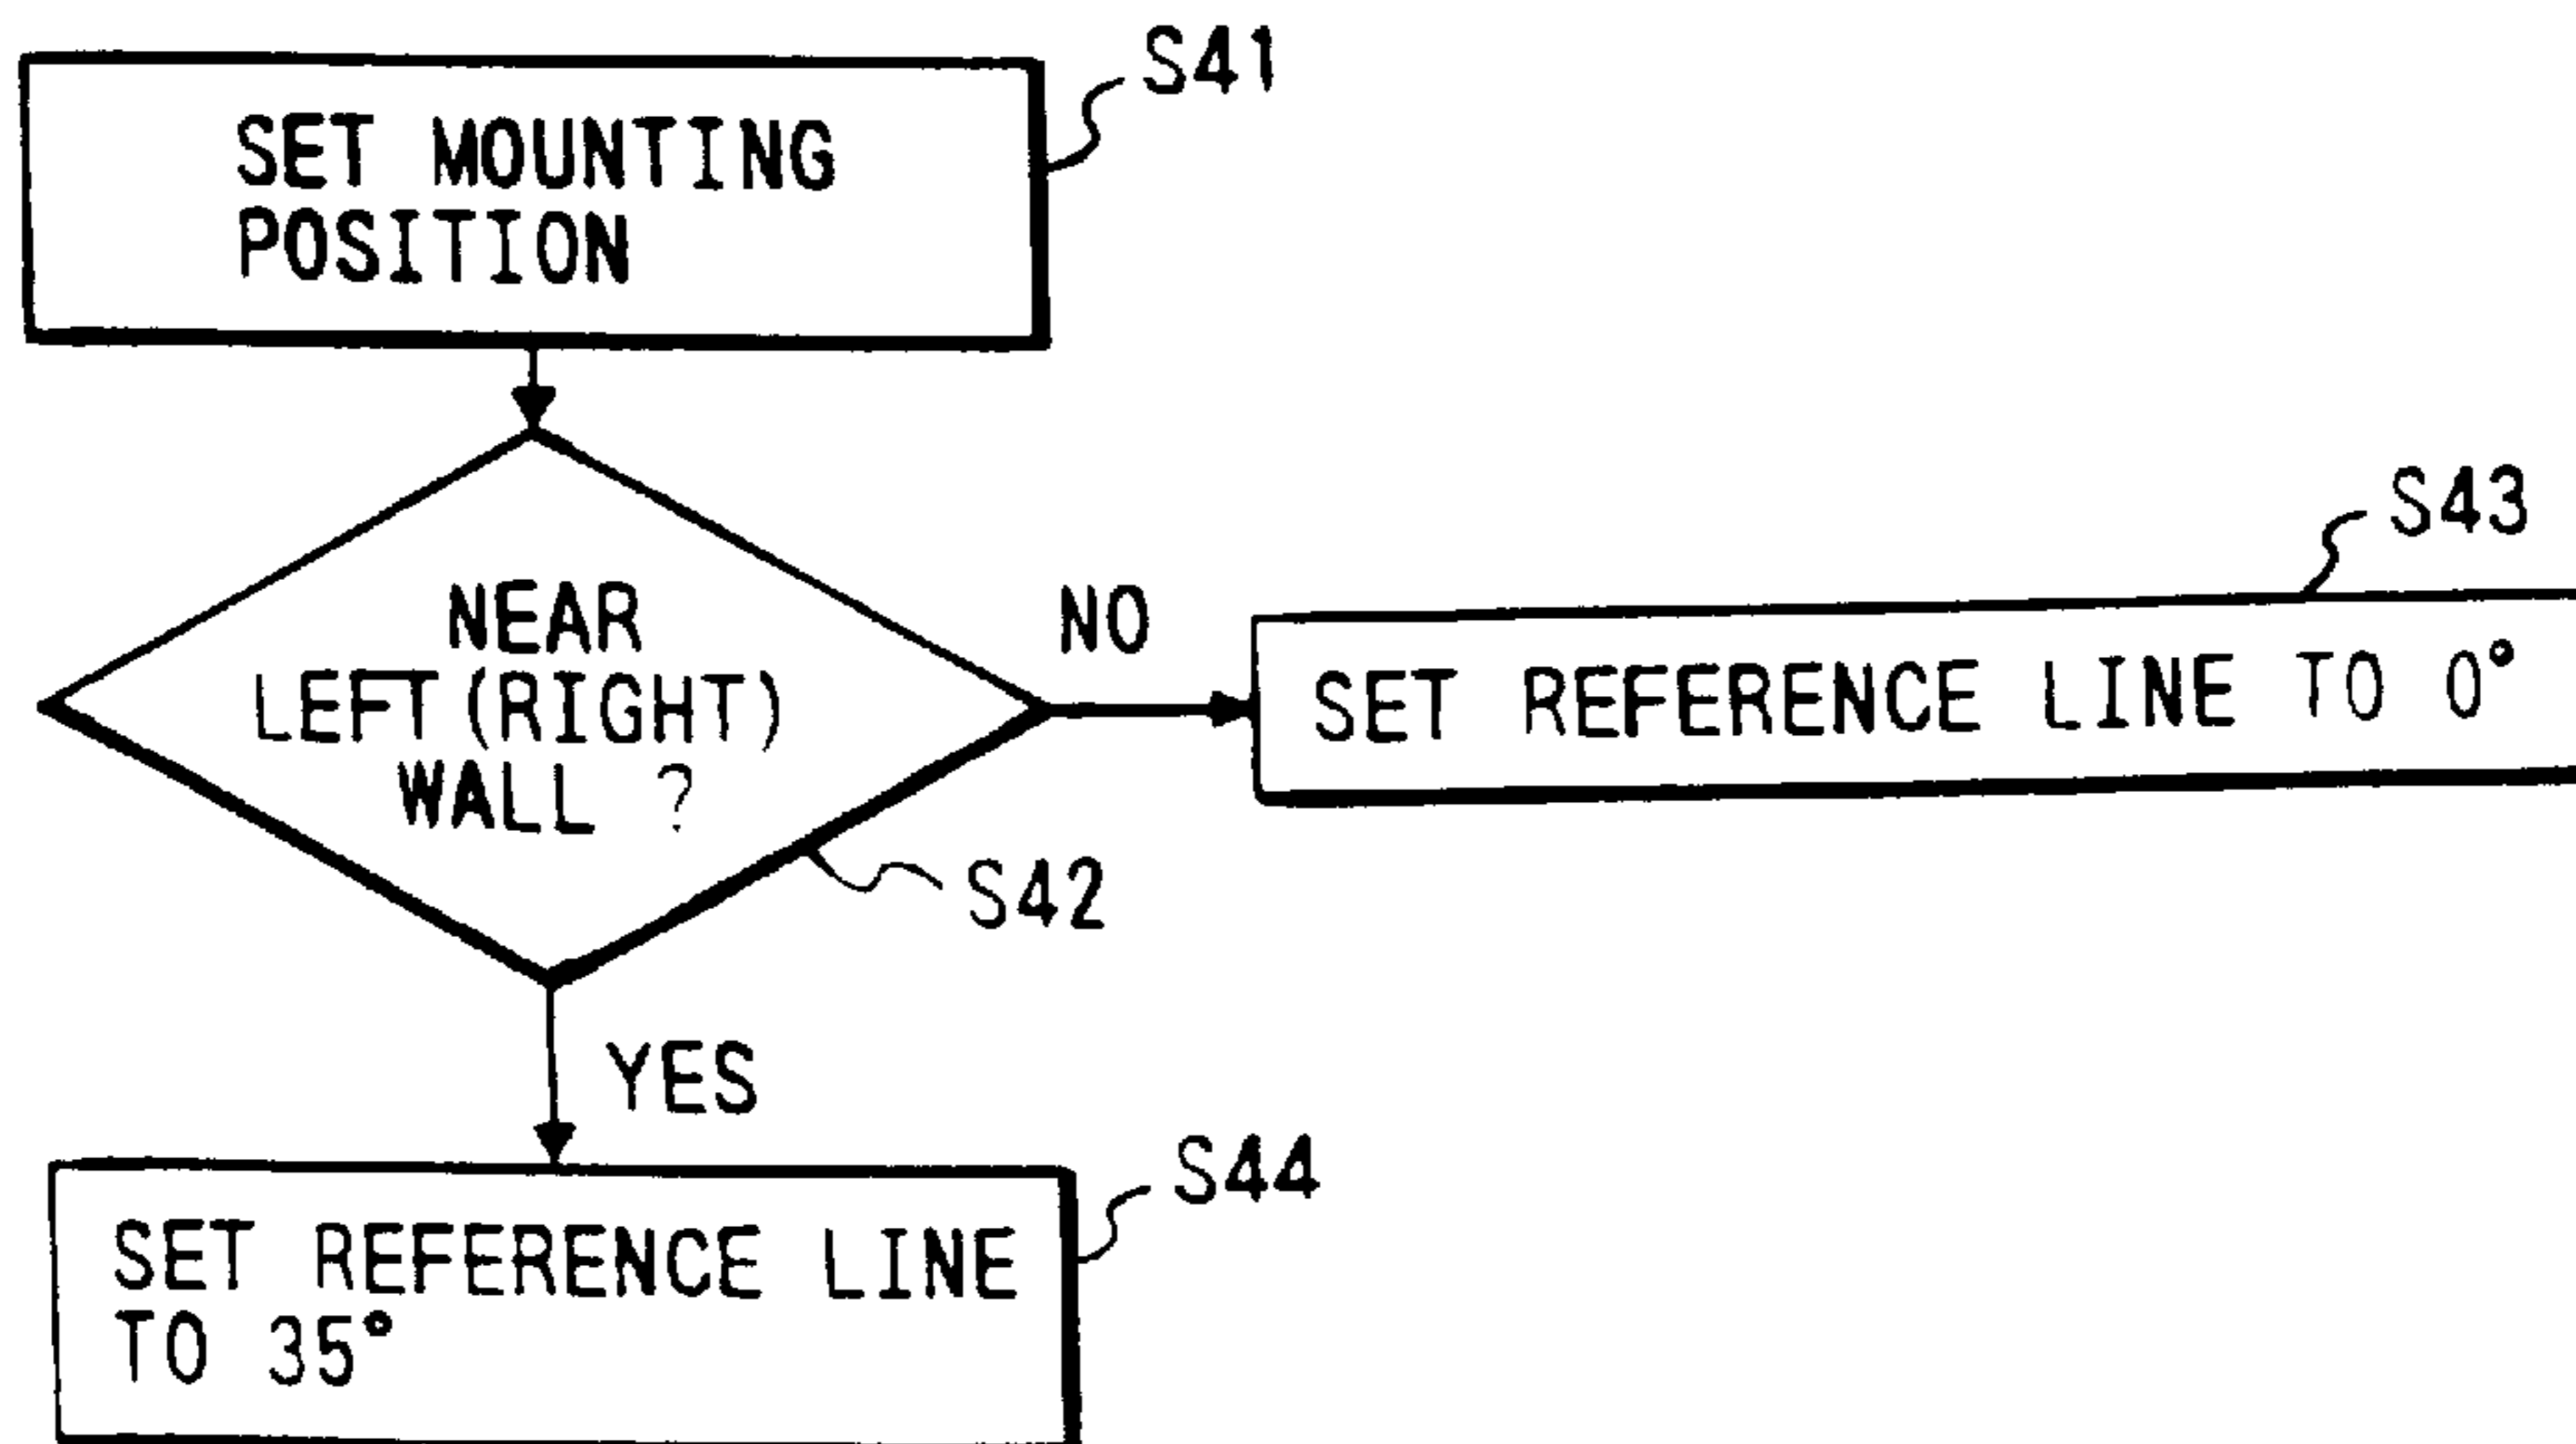 S41
SET MOUNTING
POSITION
NEAR
LEFT (RIGHT)
WALL ?
S42
NO
S43
SET REFERENCE LINE TO 0°
YES
S44
SET REFERENCE LINE
TO 35°